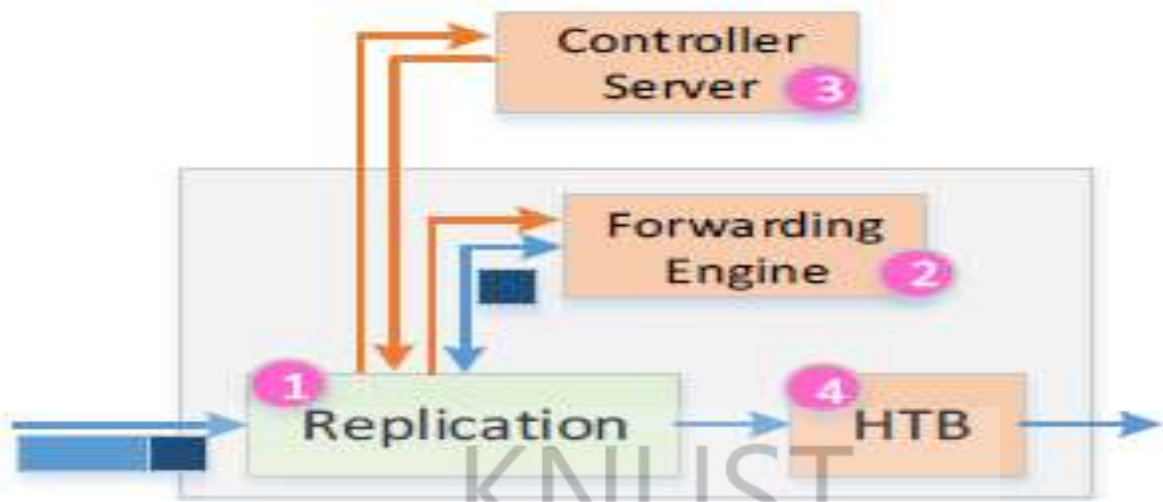 Controller
Server
3
Forwarding
Engine
2
1
Replication
4
HTB
KNUST